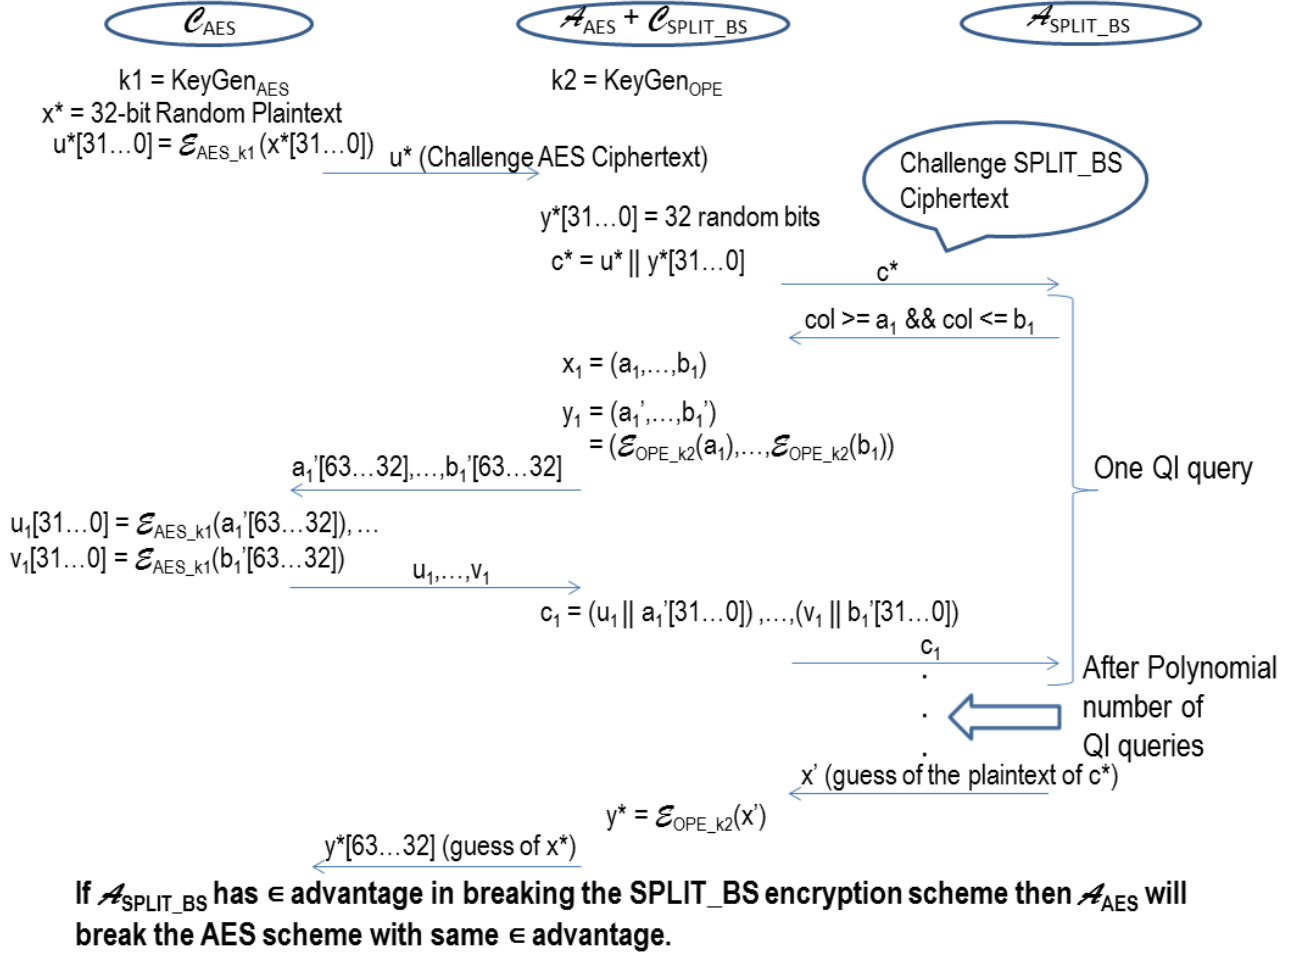 𝒞AES
𝒜AES + 𝒞SPLIT_BS
𝒜SPLIT_BS
k1 = KeyGenAES
k2 = KeyGenOPE
x* = 32-bit Random Plaintext
u*[31…0] = ℰAES_k1(x*[31…0])
u* (Challenge AES Ciphertext)
Challenge SPLIT_BS
Ciphertext
y*[31…0] = 32 random bits
c* = u* || y*[31…0]
c*
col >= a1 && col <= b1
x1 = (a1,…,b1)
y1 = (a1’,…,b1’)
= (ℰOPE_k2(a1),…,ℰOPE_k2(b1))
a1’[63…32],…,b1’[63…32]
One QI query
u1[31…0] = ℰAES_k1(a1’[63…32]),…
v1[31…0] = ℰAES_k1(b1’[63…32])
u1,…,v1
c1 = (u1 || a1’[31…0]) ,…,(v1 || b1’[31…0])
c1
.
.
.
After Polynomial
number of
QI queries
x’ (guess of the plaintext of c*)
y* = ℰOPE_k2(x’)
y*[63…32] (guess of x*)
If 𝒜SPLIT_BS has ∈ advantage in breaking the SPLIT_BS encryption scheme then 𝒜AES will
break the AES scheme with same ∈ advantage.